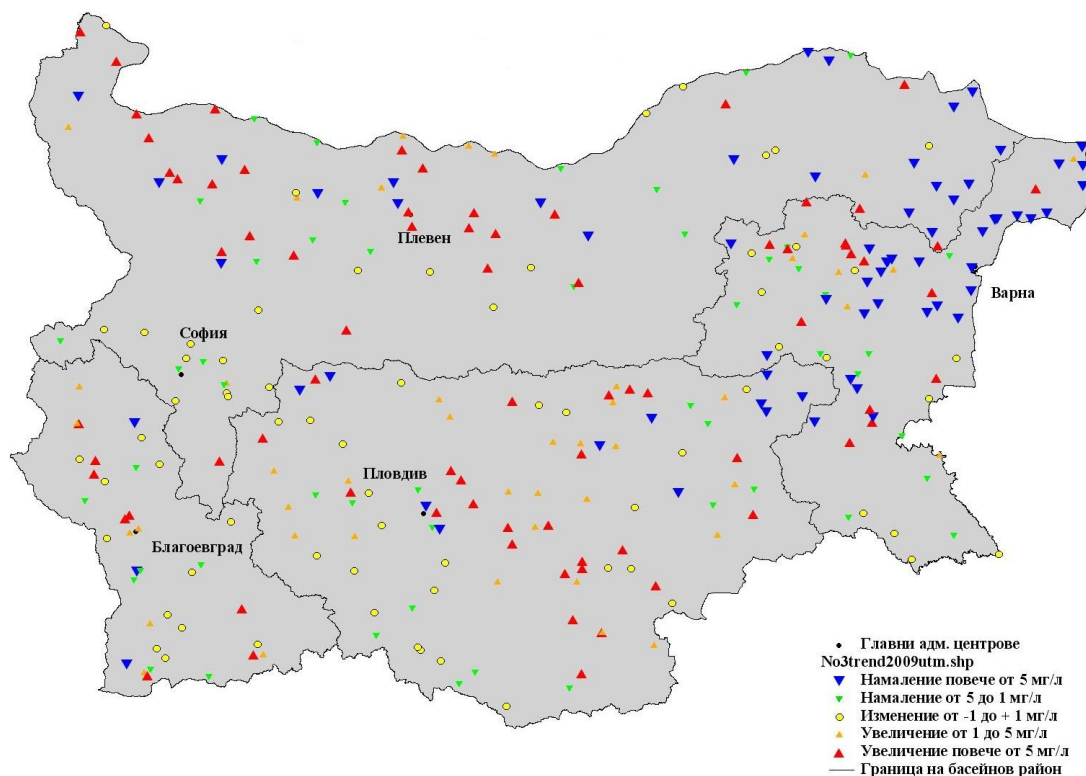 Плевен
Варна
София
Пловдив
Благоевград
Главни адм. центрове
No3trend2009utm.shp
Намаление повече от 5 мг/л
Намаление от 5 до 1 мг/л
Изменение от -1 до + 1 мг/л
Увеличение от 1 до 5 мг/л
Увеличение повече от 5 мг/л
Граница на басейнов район